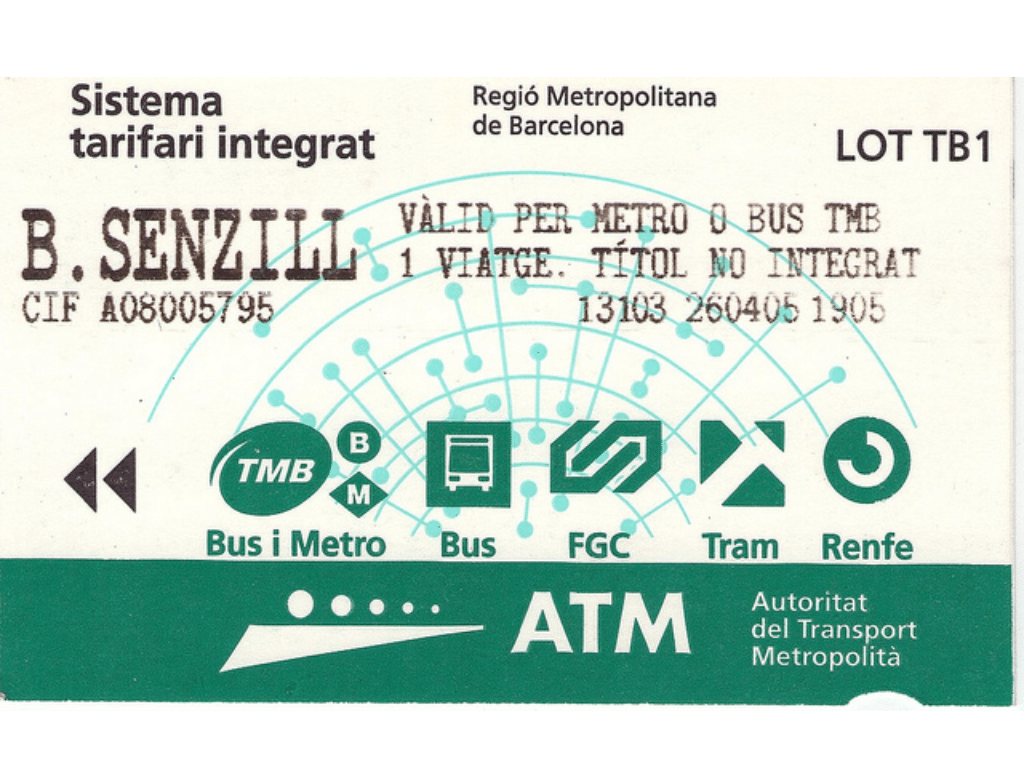 Sistema
tarifari integrat
Regió Metropolitana
de Barcelona
LOT TB1
B.SENZILL
VÀLID PER METRO O BUS TMB
1 VIATGE. TÍTOL NO INTEGRAT
CIF A08005795
13103 260405 1905
TMB
B
M
Bus i Metro
Bus
FGC
Tram
Renfe
ATM
Autoritat
del Transport
Metropolità